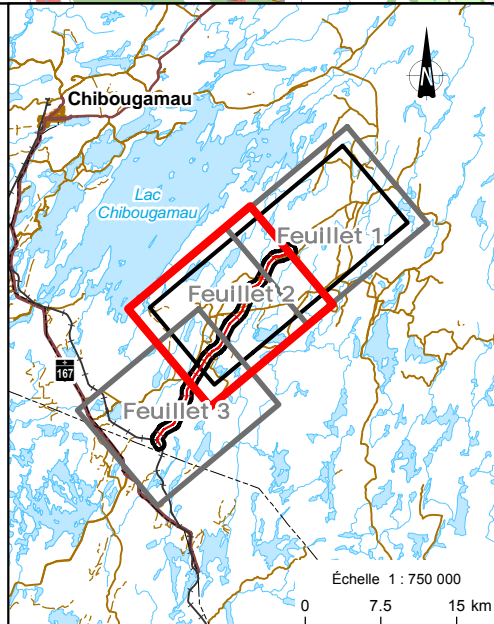 Chibougamau
N
Lac
Chibougamau
Feuillet 1
Feuillet 2
167
Feuillet 3
Échelle 1 : 750 000
0 7.5 15 km